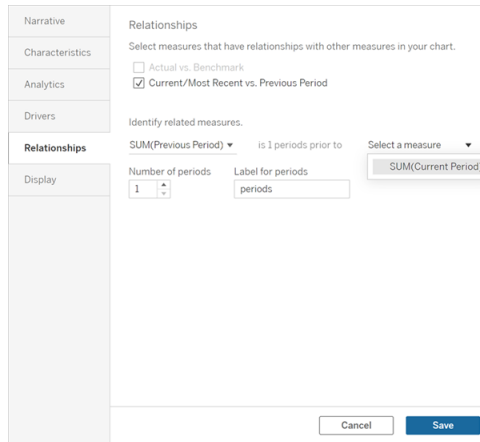 Narrative
Characteristics
Analytics
Drivers
Relationships
Display
Relationships
Select measures that have relationships with other measures in your chart.
Actual vs. Benchmark
Current/Most Recent vs. Previous Period
Identify related measures.
SUM(Previous Period) is 1 periods prior to Select a measure
SUM(Current Period)
Number of periods Label for periods
1 periods
Cancel Save